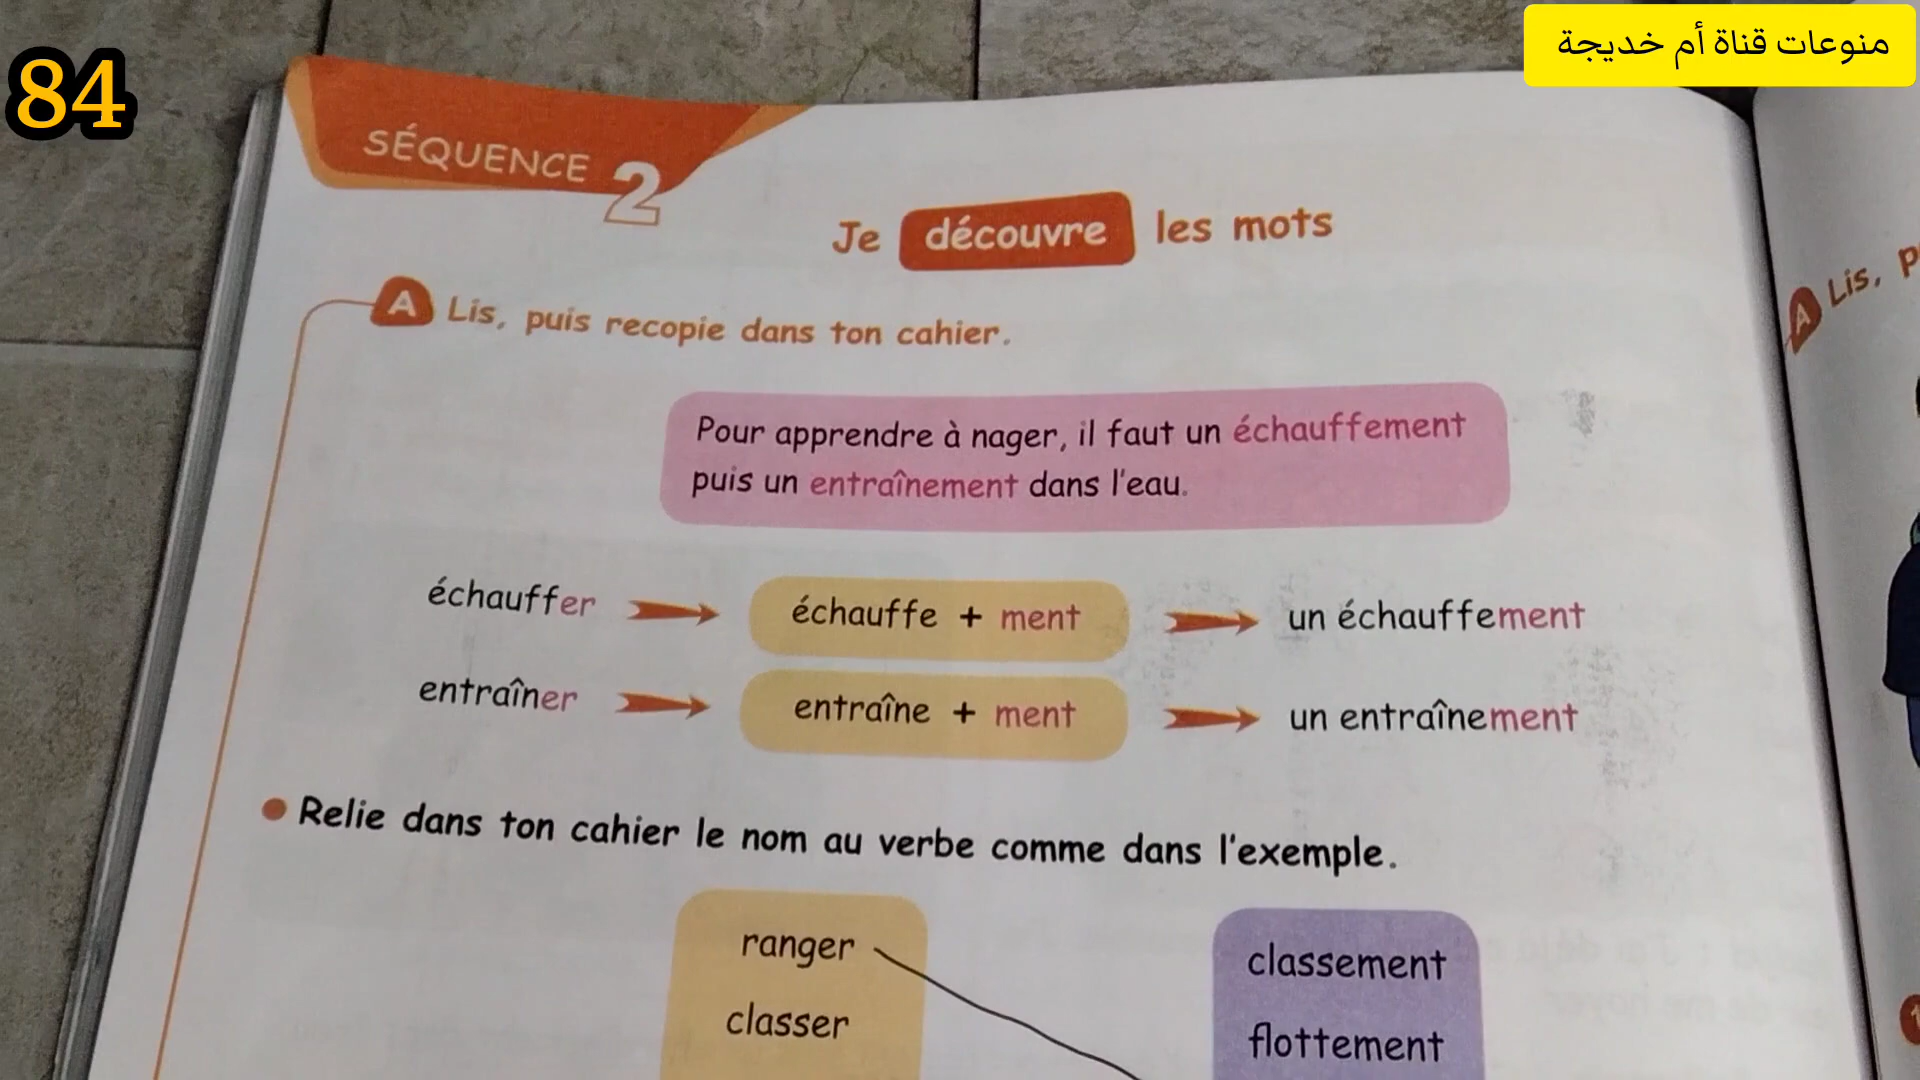 84
منوعات قناة أم خديجة
SÉQUENCE 2
Je découvre les mots
A Lis, puis recopie dans ton cahier.
Pour apprendre à nager, il faut un échauffement
puis un entraînement dans l'eau.
échauffer échauffe + ment un échauffement
entraîner entraîne + ment un entraînement
Relie dans ton cahier le nom au verbe comme dans l'exemple.
ranger classement
classer flottement
A Lis,